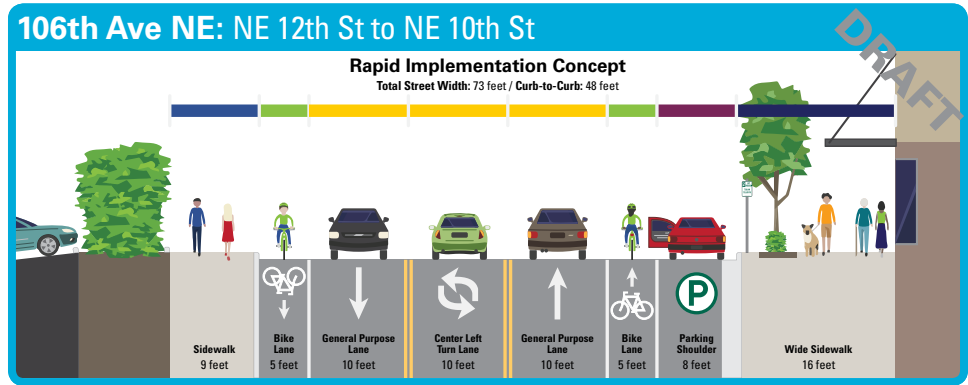 106th Ave NE: NE 12th St to NE 10th St
DRAFT
Rapid Implementation Concept
Total Street Width: 73 feet / Curb-to-Curb: 48 feet
P
Sidewalk
9 feet
Bike
Lane
5 feet
General Purpose
Lane
10 feet
Center Left
Turn Lane
10 feet
General Purpose
Lane
10 feet
Bike
Lane
5 feet
Parking
Shoulder
8 feet
Wide Sidewalk
16 feet